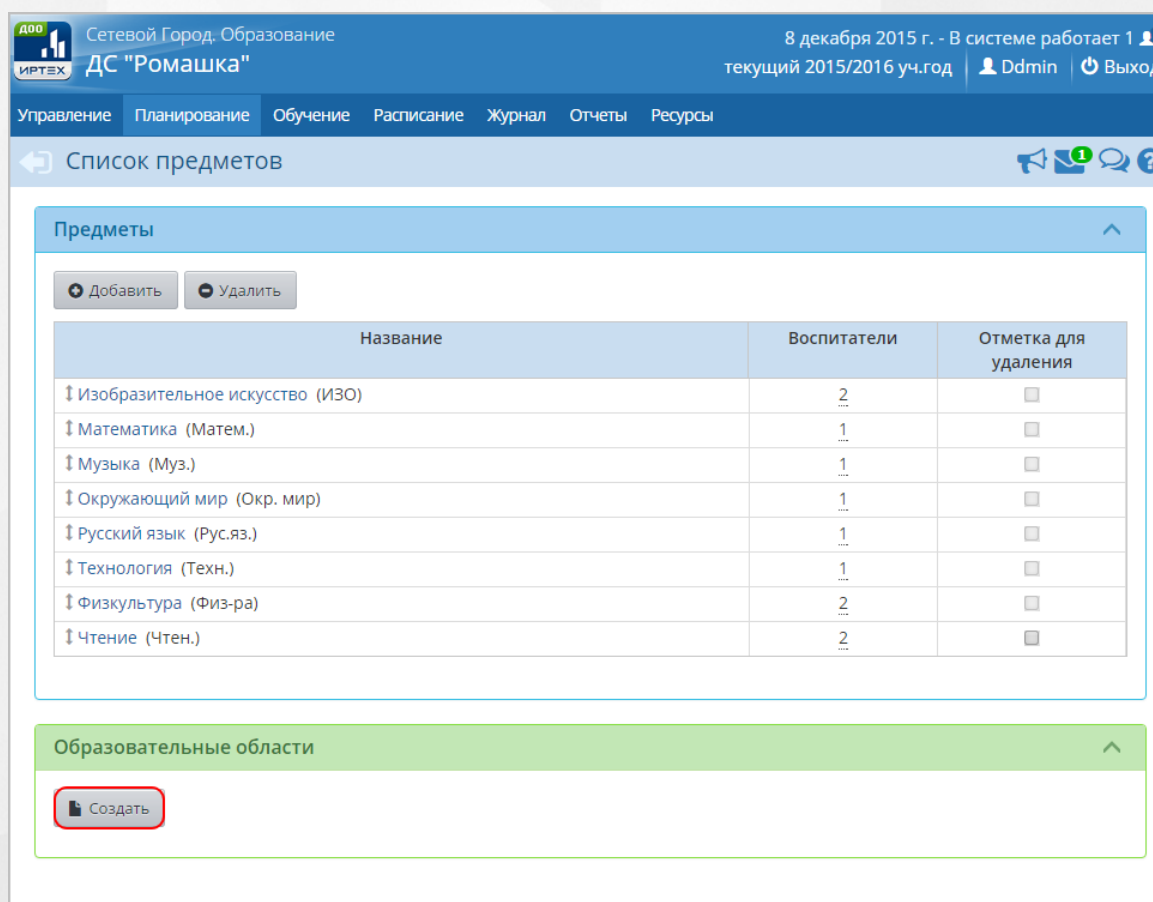 ДОО
ИРТЕХ
Сетевой Город. Образование
ДС "Ромашка"
8 декабря 2015 г. - В системе работает 1
текущий 2015/2016 уч.год Ddmin Выход
Управление Планирование Обучение Расписание Журнал Отчеты Ресурсы
Список предметов
1
Предметы
Добавить Удалить
Название Воспитатели Отметка для удаления
Изобразительное искусство (ИЗО) 2
Математика (Матем.) 1
Музыка (Муз.) 1
Окружающий мир (Окр. мир) 1
Русский язык (Рус.яз.) 1
Технология (Техн.) 1
Физкультура (Физ-ра) 2
Чтение (Чтен.) 2
Образовательные области
Создать